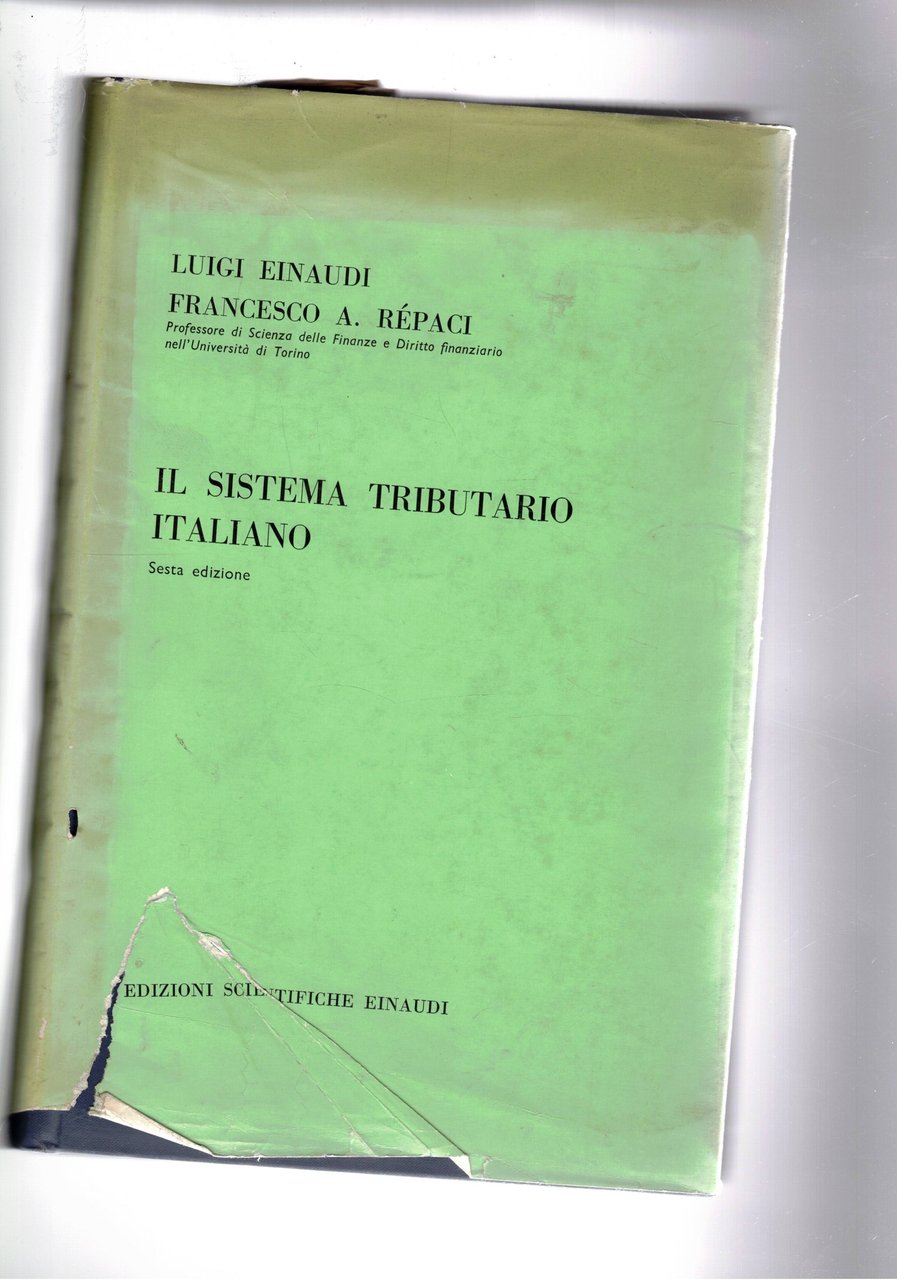 LUIGI EINAUDI
FRANCESCO A. RÉPACI
Professore di Scienza delle Finanze e Diritto finanziario
nell'Università di Torino
IL SISTEMA TRIBUTARIO
ITALIANO
Sesta edizione
EDIZIONI SCIENTIFICHE EINAUDI